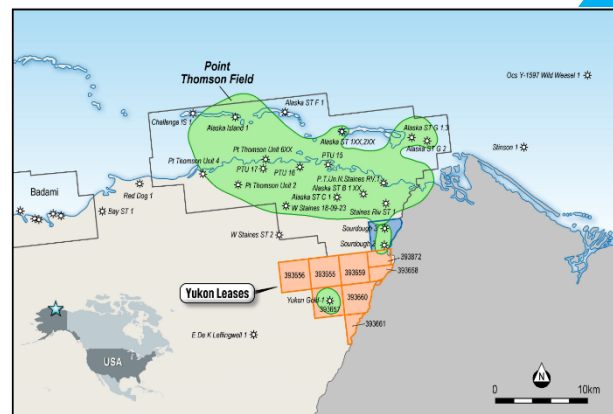 Point
Thomson Field
Ocs Y-1597 Wild Weasel 1
Challenge IS 1
Alaska Island 1
Alaska ST F 1
Alaska ST 1XX,2XX
Alaska ST G 1,3
Alaska ST G 2
Stinson 1
Pt Thomson Unit 6XX
Pt Thomson Unit 4
PTU 15
PTU 17
PTU 16
P.T.Un.R.Staines RV.1
Pt Thomson Unit 2
Alaska ST B 1 XX
Alaska ST C 1
Badami
Red Dog 1
W Staines 18-09-23
Staines Riv ST 1
Bay ST 1
W Staines ST 2
Sourdough 3
Sourdough 2
393872
393656
393655
393659
393658
Yukon Leases
Yukon Gold 1
393660
393657
393661
E De K Leffingwell 1
USA
N
0
10km